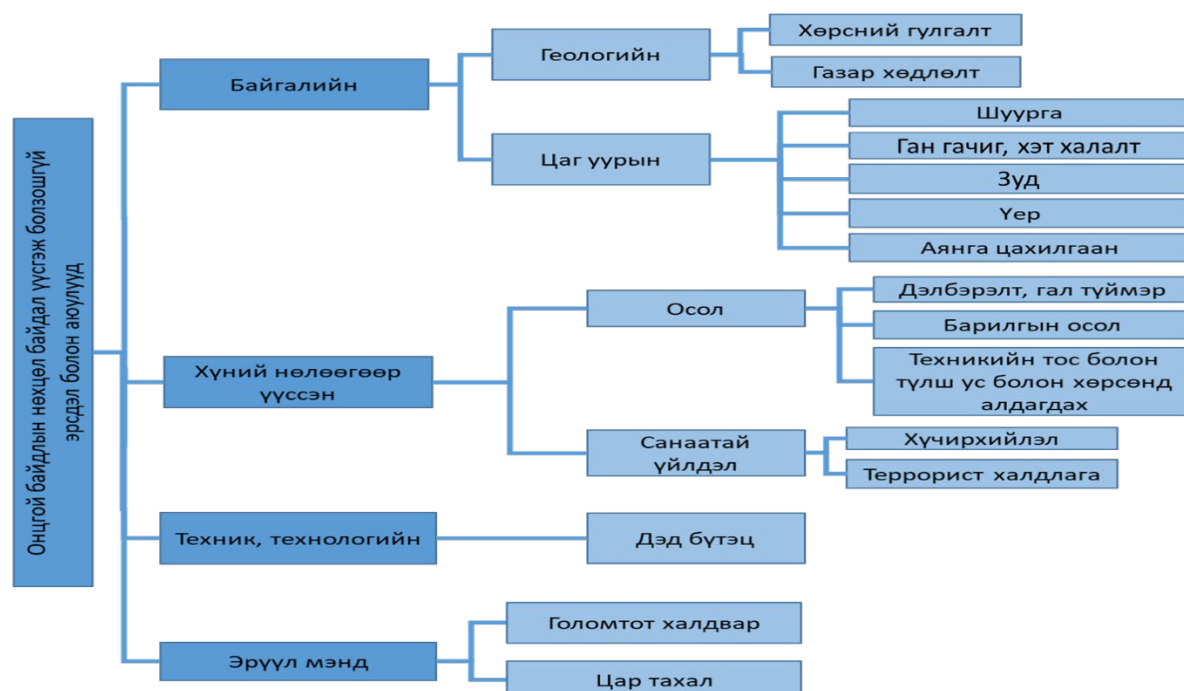 Онцгой байдлын нөхцөл байдал үүсгэж болзошгүй
эрсдэл болон аюулууд
Байгалийн
Геологийн
Хөрсний гулгалт
Газар хөдлөлт
Цаг уурын
Шуурга
Ган гачиг, хэт халалт
Зуд
Үер
Аянга цахилгаан
Хүний нөлөөгөөр
үүссэн
Осол
Дэлбэрэлт, гал түймэр
Барилгын осол
Техникийн тос болон
түлш ус болон хөрсөнд
алдагдах
Санаатай
үйлдэл
Хүчирхийлэл
Террорист халдлага
Техник, технологийн
Дэд бүтэц
Эрүүл мэнд
Голомтот халдвар
Цар тахал